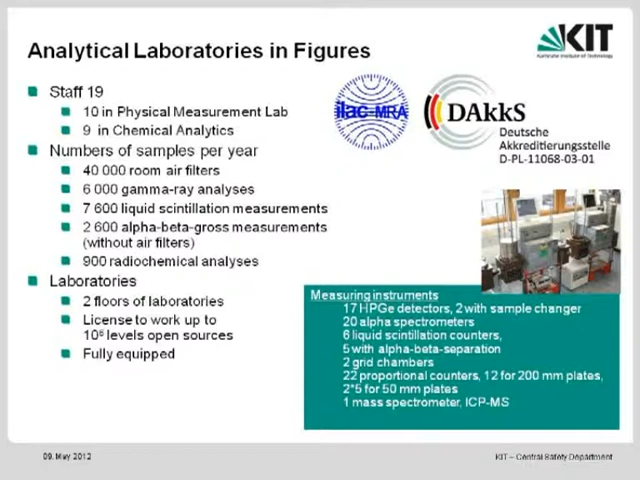 Analytical Laboratories in Figures
KIT
Karlsruhe Institute of Technology
Staff 19
10 in Physical Measurement Lab
9 in Chemical Analytics
Numbers of samples per year
40 000 room air filters
6 000 gamma-ray analyses
7 600 liquid scintillation measurements
2 600 alpha-beta-gross measurements
(without air filters)
900 radiochemical analyses
Laboratories
2 floors of laboratories
License to work up to
10⁶ levels open sources
Fully equipped
ilac-MRA
DAkkS
Deutsche
Akkreditierungsstelle
D-PL-11068-03-01
Measuring instruments
17 HPGe detectors, 2 with sample changer
20 alpha spectrometers
6 liquid scintillation counters,
5 with alpha-beta-separation
2 grid chambers
22 proportional counters, 12 for 200 mm plates,
2*5 for 50 mm plates
1 mass spectrometer, ICP-MS
09. May 2012
KIT – Central Safety Department